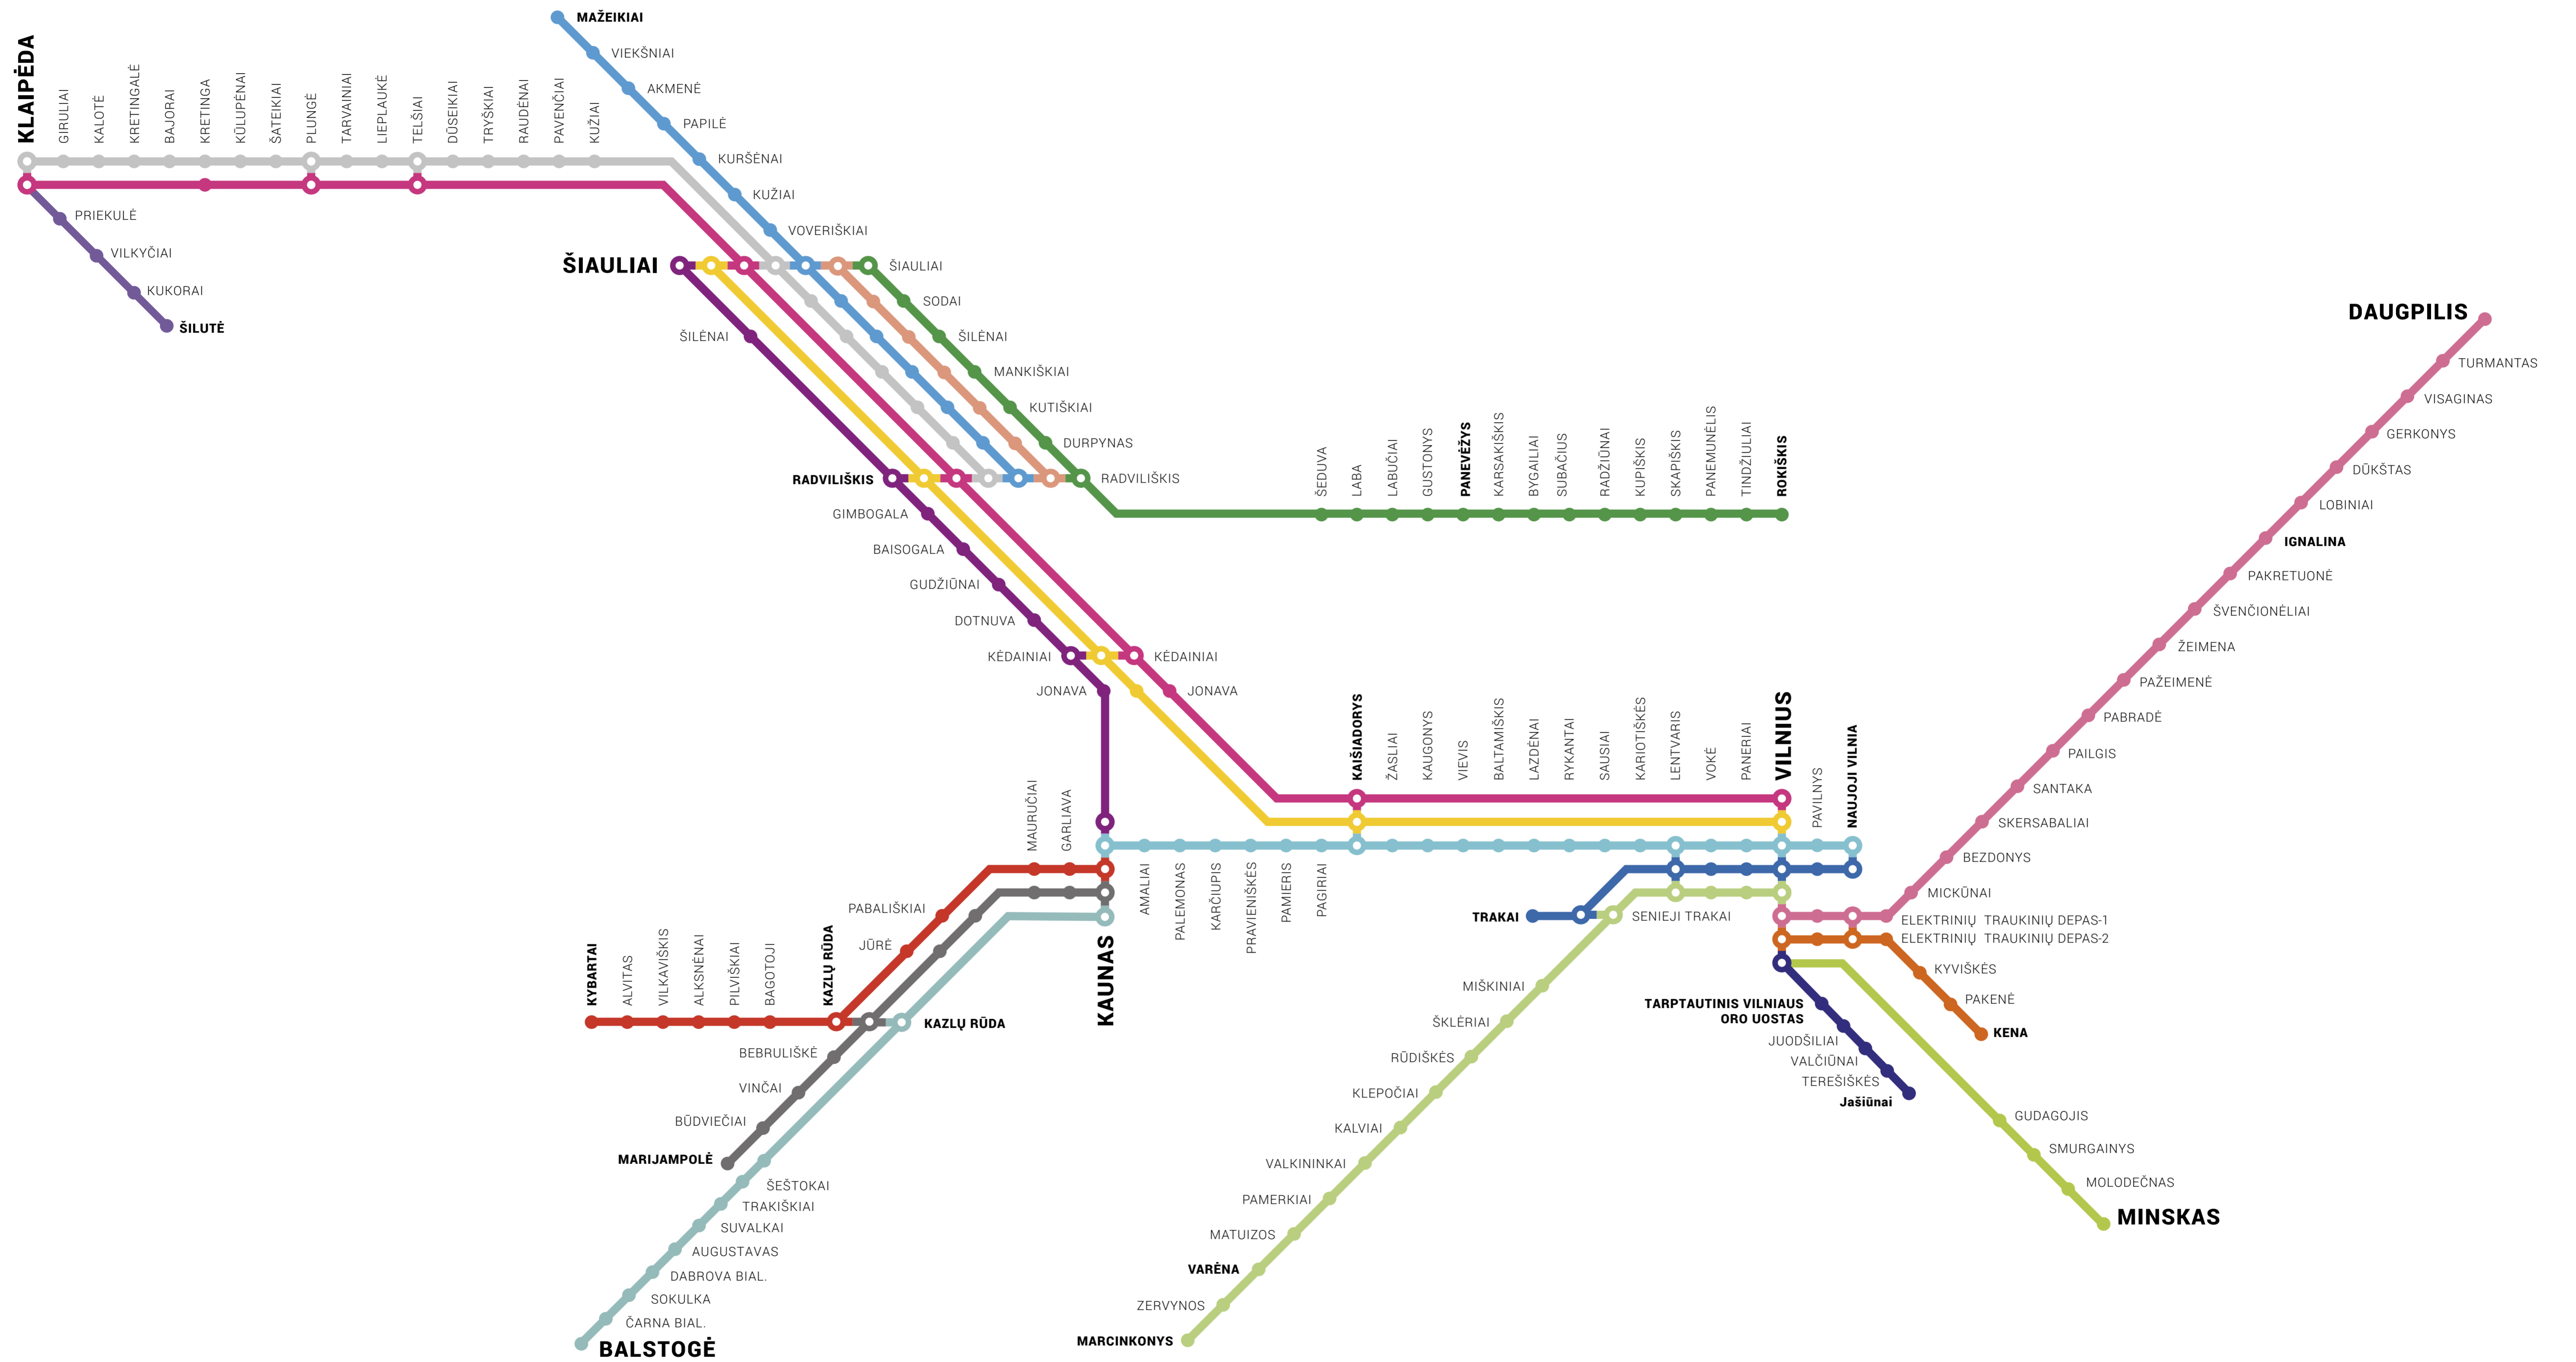 MAŽEIKIAI
VIEKŠNIAI
AKMENĖ
PAPILĖ
KURŠĖNAI
KUŽIAI
VOVERIŠKIAI
KLAIPĖDA
GIRULIAI
KALOTĖ
KRETINGALĖ
BAJORAI
KRETINGA
KŪLUPĖNAI
ŠATEIKIAI
PLUNGĖ
TARVAINIAI
LIEPLAUKĖ
TELŠIAI
DŪSEIKIAI
TRYŠKIAI
RAUDĖNAI
PAVENČIAI
KUŽIAI
PRIEKULĖ
VILKYČIAI
KUKORAI
ŠILUTĖ
ŠIAULIAI
ŠIAULIAI
SODAI
ŠILĖNAI
ŠILĖNAI
MANKIŠKIAI
KUTIŠKIAI
DURPYNAS
RADVILIŠKIS
RADVILIŠKIS
ŠEDUVA
LABA
LABUČIAI
GUSTONYS
PANEVĖŽYS
KARSAKIŠKIS
BYGAILIAI
SUBAČIUS
RADŽIŪNAI
KUPIŠKIS
SKAPIŠKIS
PANEMUNĖLIS
TINDŽIULIAI
ROKIŠKIS
GIMBOGALA
BAISOGALA
GUDŽIŪNAI
DOTNUVA
KĖDAINIAI
KĖDAINIAI
JONAVA
JONAVA
DAUGPILIS
TURMANTAS
VISAGINAS
GERKONYS
DŪKŠTAS
LOBINIAI
IGNALINA
PAKRETUONĖ
ŠVENČIONĖLIAI
ŽEIMENA
PAŽEIMENĖ
PABRADĖ
PAILGIS
SANTAKA
SKERSABALIAI
BEZDONYS
MICKŪNAI
ELEKTRINIŲ TRAUKINIŲ DEPAS-1
ELEKTRINIŲ TRAUKINIŲ DEPAS-2
KYVIŠKĖS
PAKENĖ
KENA
KAIŠIADORYS
ŽASLIAI
KAUGONYS
VIEVIS
BALTAMIŠKIS
LAZDĖNAI
RYKANTAI
SAUSIAI
KARIOTIŠKĖS
LENTVARIS
VOKĖ
PANERIAI
VILNIUS
PAVILNYS
NAUJOJI VILNIA
MAURUČIAI
GARLIAVA
AMALIAI
PALEMONAS
KARČIUPIS
PRAVIENIŠKĖS
PAMIERIS
PAGIRIAI
KAUNAS
PABALIŠKIAI
JŪRĖ
KYBARTAI
ALVITAS
VILKAVIŠKIS
ALKSNĖNAI
PILVIŠKIAI
BAGOTOJI
KAZLŲ RŪDA
KAZLŲ RŪDA
BEBRULIŠKĖ
VINČAI
BŪDVIEČIAI
MARIJAMPOLĖ
ŠEŠTOKAI
TRAKIŠKIAI
SUVALKAI
AUGUSTAVAS
DABROVA BIAL.
SOKULKA
ČARNA BIAL.
BALSTOGĖ
TRAKAI
SENIEJI TRAKAI
MIŠKINIAI
ŠKLĖRIAI
RŪDIŠKĖS
KLEPOČIAI
KALVIAI
VALKININKAI
PAMERKIAI
MATUIZOS
VARĖNA
ZERVYNOS
MARCINKONYS
TARPTAUTINIS VILNIAUS
ORO UOSTAS
JUODŠILIAI
VALČIŪNAI
TEREŠIŠKĖS
Jašiūnai
GUDAGOJIS
SMURGAINYS
MOLODEČNAS
MINSKAS